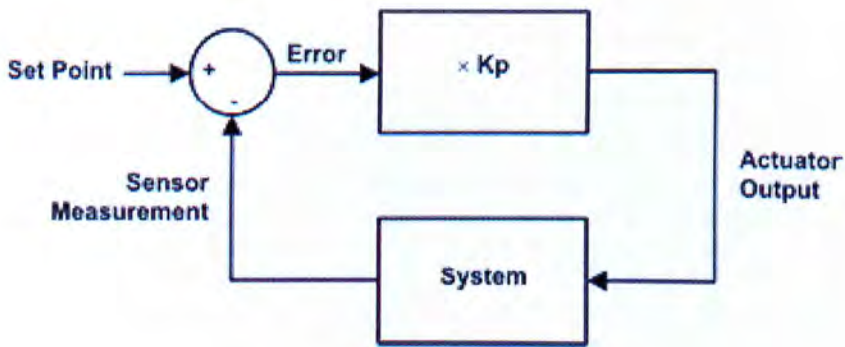 Set Point
+
-
Error
× Kp
Actuator
Output
Sensor
Measurement
System